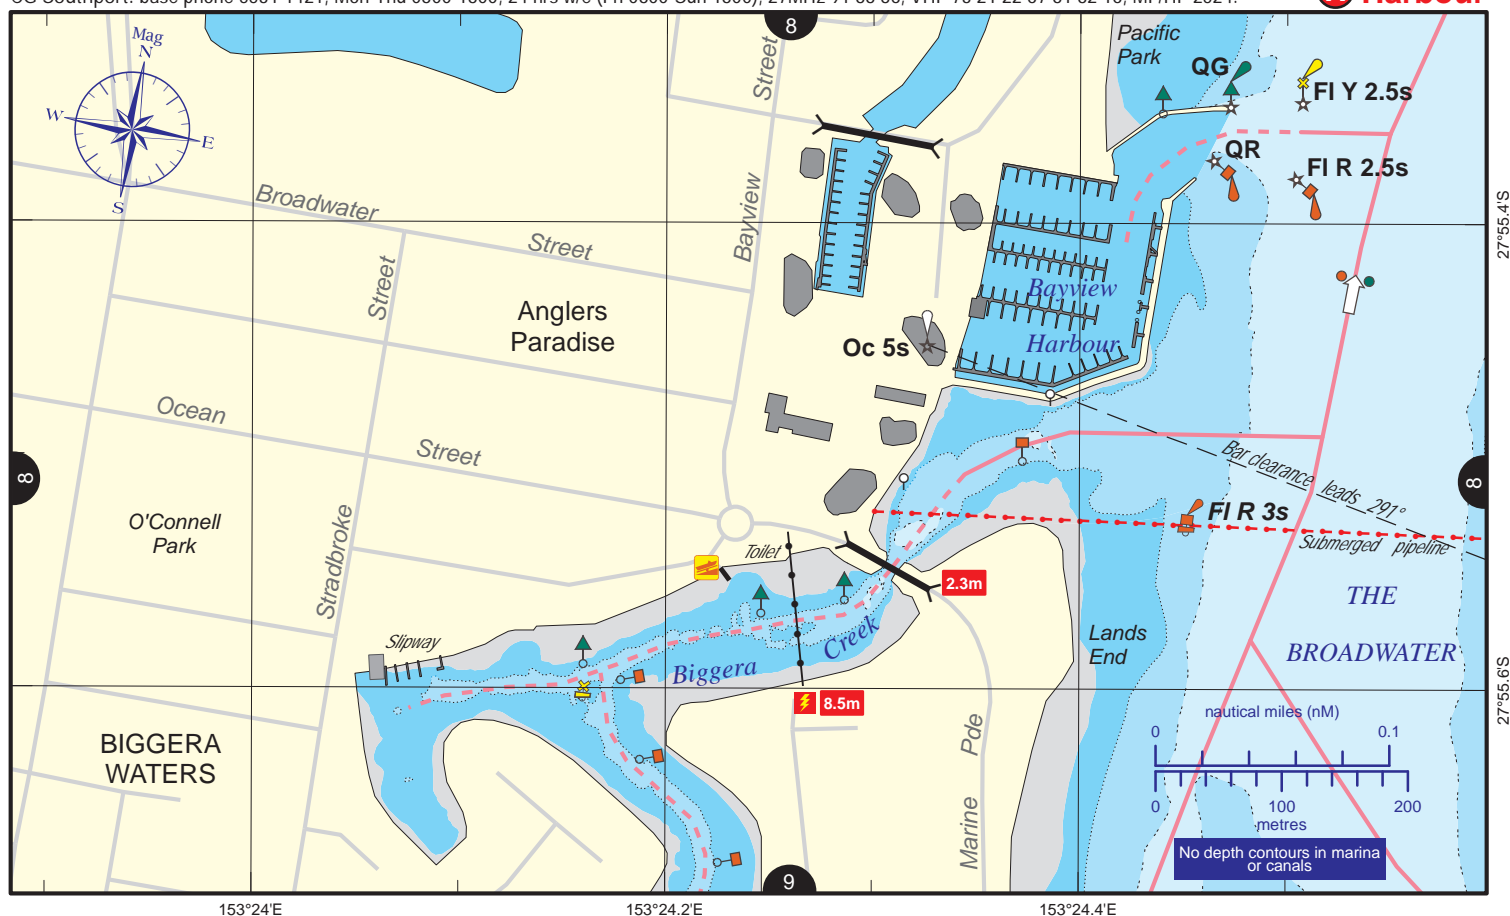 8
Harbour
Pacific
Park
QG
Fl Y 2.5s
QR
Fl R 2.5s
Mag
N
W
E
S
Street
Broadwater
Street
Bayview
Street
27°55.4'S
Anglers
Paradise
Bayview
Harbour
Oc 5s
Ocean
Street
Bar clearance leads 291°
8
8
O'Connell
Park
Stradbroke
Toilet
Fl R 3s
Submerged pipeline
2.3m
THE
BROADWATER
Lands
End
Slipway
Creek
Biggera
8.5m
27°55.6'S
BIGGERA
WATERS
Pde
Marine
nautical miles (nM)
0
0.1
0
100
200
metres
No depth contours in marina
or canals
9
153°24'E
153°24.2'E
153°24.4'E